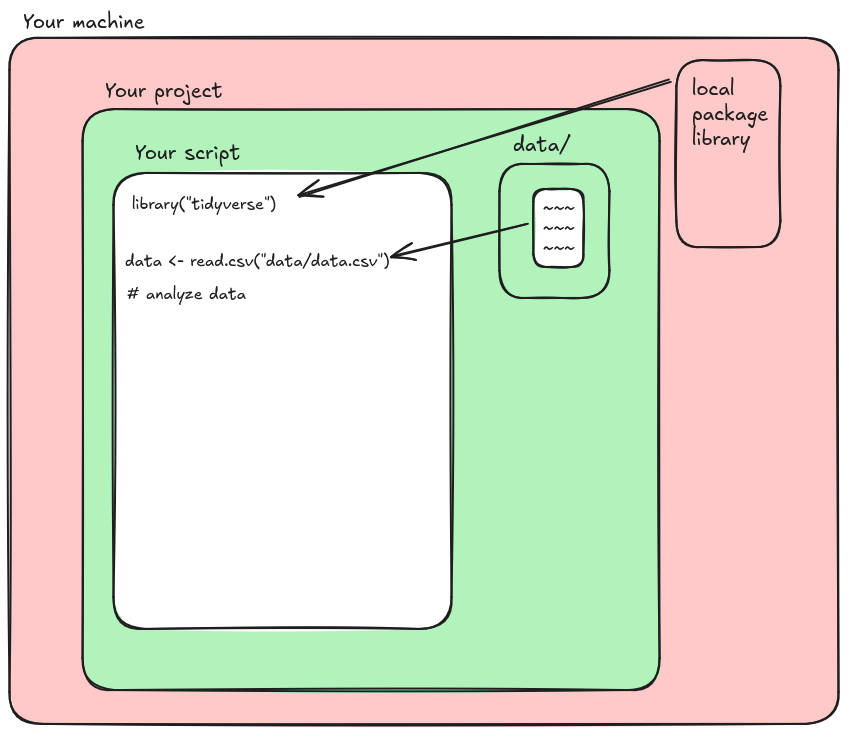 Your machine
Your project
Your script
library("tidyverse")
data <- read.csv("data/data.csv")
# analyze data
data/
~~~
~~~
~~~
local
package
library